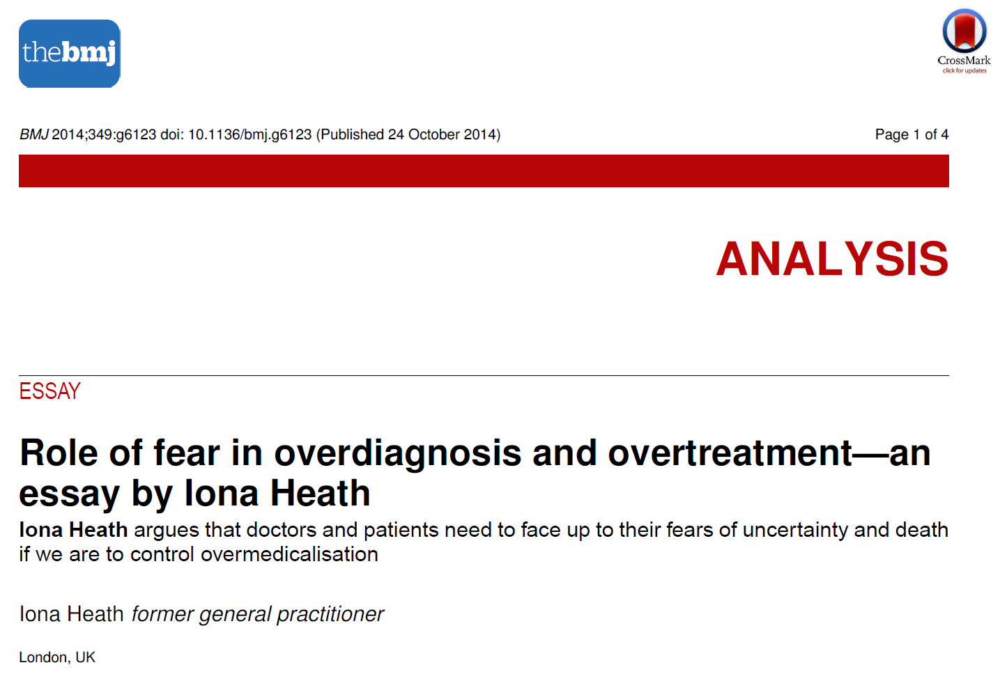 thebmj
CrossMark
click for updates
BMJ 2014;349:g6123 doi: 10.1136/bmj.g6123 (Published 24 October 2014)
Page 1 of 4
ANALYSIS
ESSAY
Role of fear in overdiagnosis and overtreatment—an
essay by Iona Heath
Iona Heath argues that doctors and patients need to face up to their fears of uncertainty and death
if we are to control overmedicalisation
Iona Heath former general practitioner
London, UK